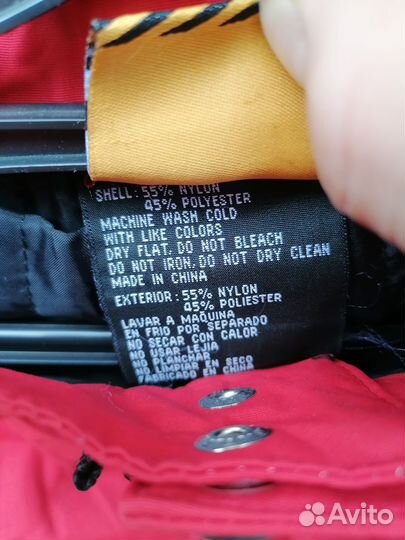 SHELL: 55% NYLON
45% POLYESTER
MACHINE WASH COLD
WITH LIKE COLORS
DRY FLAT. DO NOT BLEACH
DO NOT IRON. DO NOT DRY CLEAN
MADE IN CHINA
EXTERIOR: 55% NYLON
45% POLIESTER
LAVAR A MAQUINA
EN FRIO POR SEPARADO
NO SECAR CON CALOR
NO USAR LEJIA
NO PLANCHAR
NO LIMPIAR EN SECO
FABRICADO EN CHINA
Avito